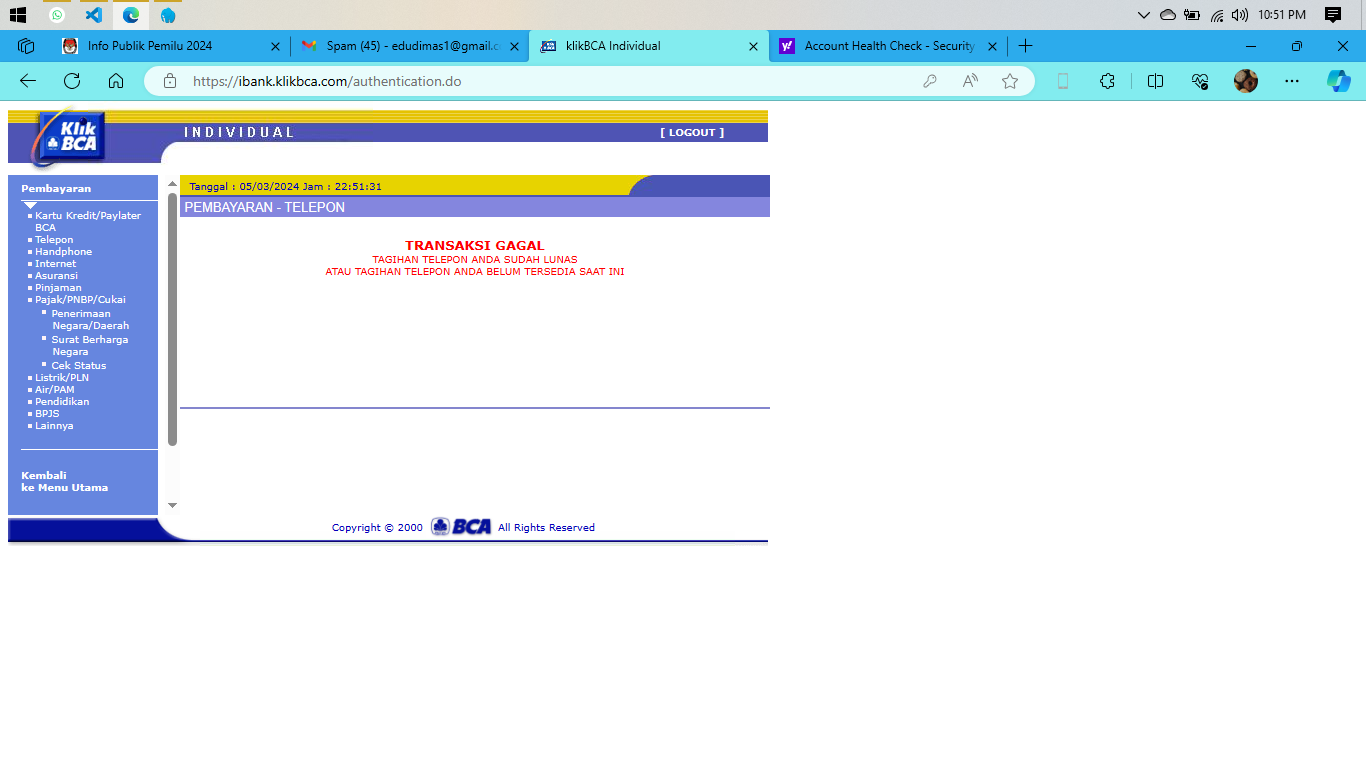 10:51 PM
Info Publik Pemilu 2024
Spam (45) - edudimas1@gmail.c
klikBCA Individual
Account Health Check - Security
https://ibank.klikbca.com/authentication.do
Klik
BCA
INDIVIDUAL
[ LOGOUT ]
Pembayaran
Kartu Kredit/Paylater
BCA
Telepon
Handphone
Internet
Asuransi
Pinjaman
Pajak/PNBP/Cukai
Penerimaan
Negara/Daerah
Surat Berharga
Negara
Cek Status
Listrik/PLN
Air/PAM
Pendidikan
BPJS
Lainnya
Kembali
ke Menu Utama
Tanggal : 05/03/2024 Jam : 22:51:31
PEMBAYARAN - TELEPON
TRANSAKSI GAGAL
TAGIHAN TELEPON ANDA SUDAH LUNAS
ATAU TAGIHAN TELEPON ANDA BELUM TERSEDIA SAAT INI
Copyright © 2000 BCA All Rights Reserved